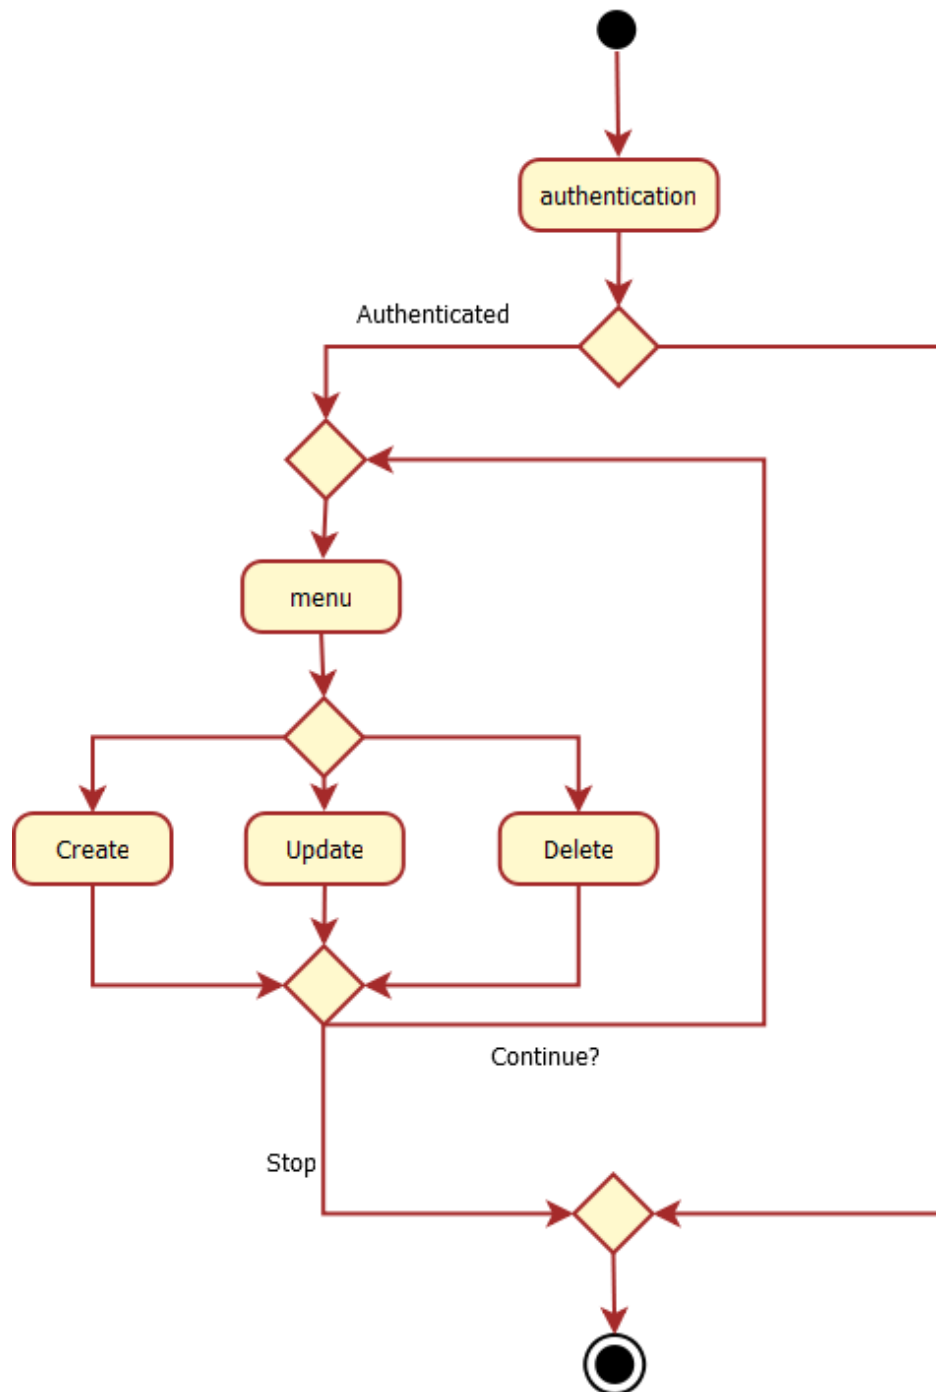 authentication
Authenticated
menu
Create
Update
Delete
Continue?
Stop